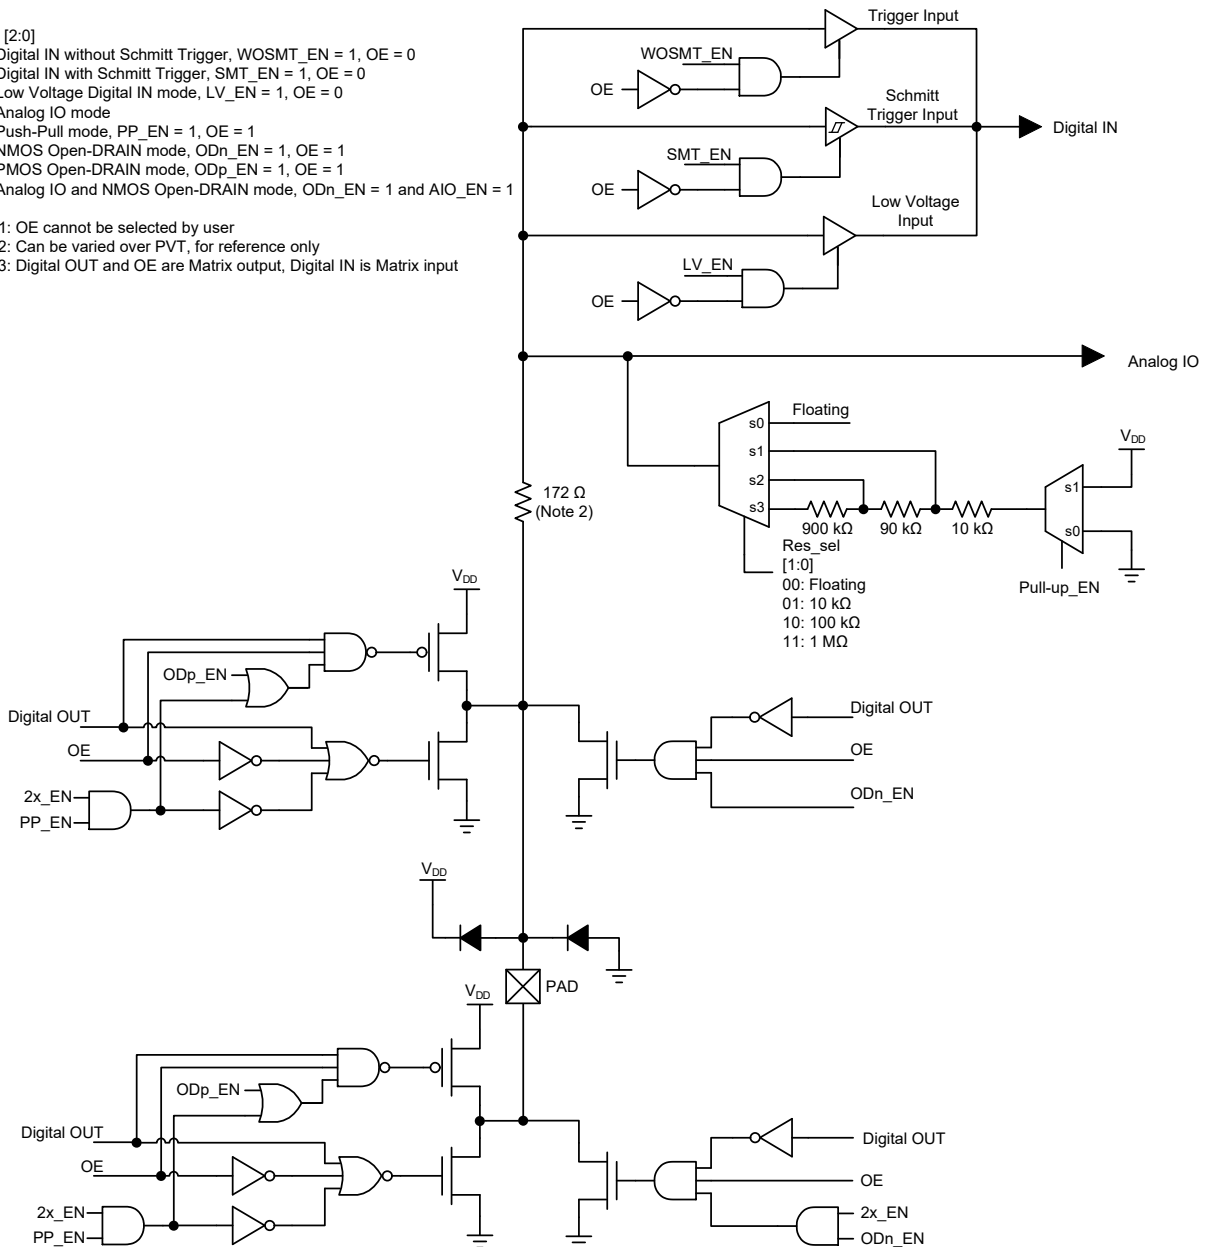 [2:0]
Digital IN without Schmitt Trigger, WOSMT_EN = 1, OE = 0
Digital IN with Schmitt Trigger, SMT_EN = 1, OE = 0
Low Voltage Digital IN mode, LV_EN = 1, OE = 0
Analog IO mode
Push-Pull mode, PP_EN = 1, OE = 1
NMOS Open-DRAIN mode, ODn_EN = 1, OE = 1
PMOS Open-DRAIN mode, ODp_EN = 1, OE = 1
Analog IO and NMOS Open-DRAIN mode, ODn_EN = 1 and AIO_EN = 1
1: OE cannot be selected by user
2: Can be varied over PVT, for reference only
3: Digital OUT and OE are Matrix output, Digital IN is Matrix input
Trigger Input
WOSMT_EN
OE
Schmitt
Trigger Input
Digital IN
SMT_EN
OE
Low Voltage
Input
LV_EN
OE
Analog IO
Floating
s0
s1
s2
s3
900 kΩ
90 kΩ
10 kΩ
VDD
s1
s0
Pull-up_EN
Res_sel
[1:0]
00: Floating
01: 10 kΩ
10: 100 kΩ
11: 1 MΩ
172 Ω
(Note 2)
VDD
ODp_EN
Digital OUT
OE
2x_EN
PP_EN
Digital OUT
OE
ODn_EN
VDD
PAD
VDD
ODp_EN
Digital OUT
OE
2x_EN
PP_EN
Digital OUT
OE
2x_EN
ODn_EN